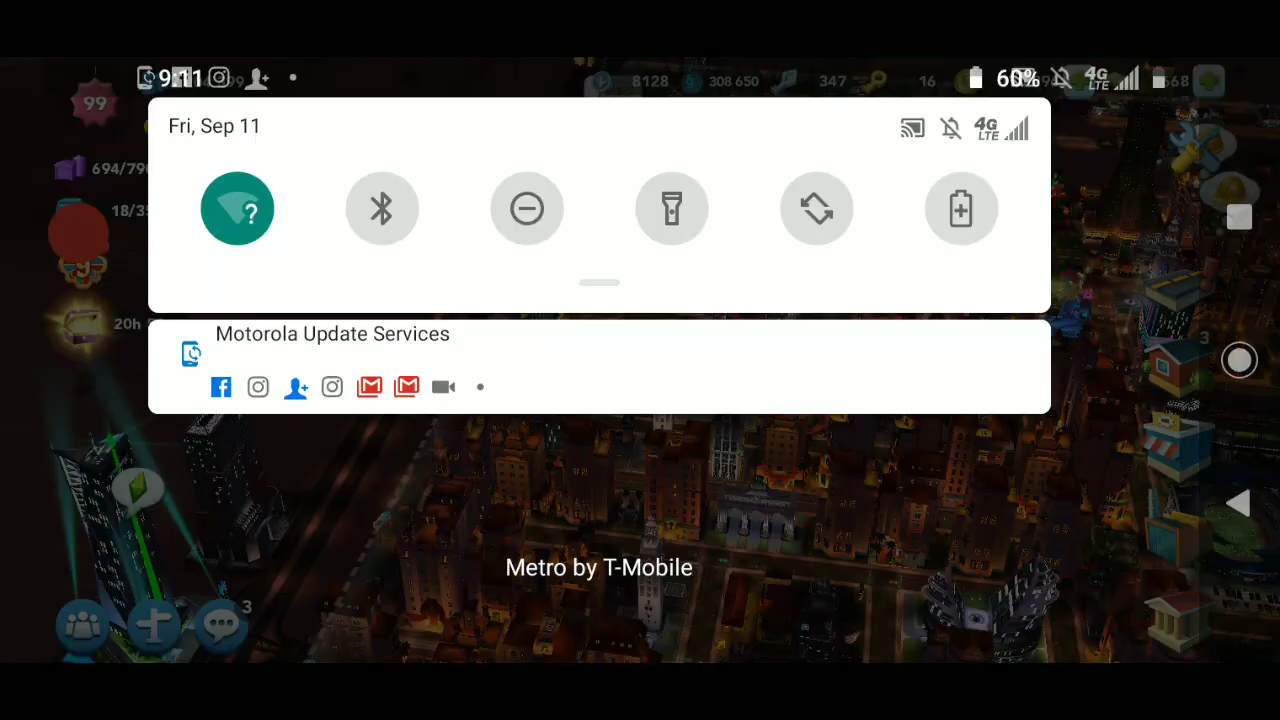 9:11
60%
4G LTE
99
8128
308 650
347
16
Fri, Sep 11
4G LTE
694/790
18/35
20h
Motorola Update Services
3
Metro by T-Mobile
3